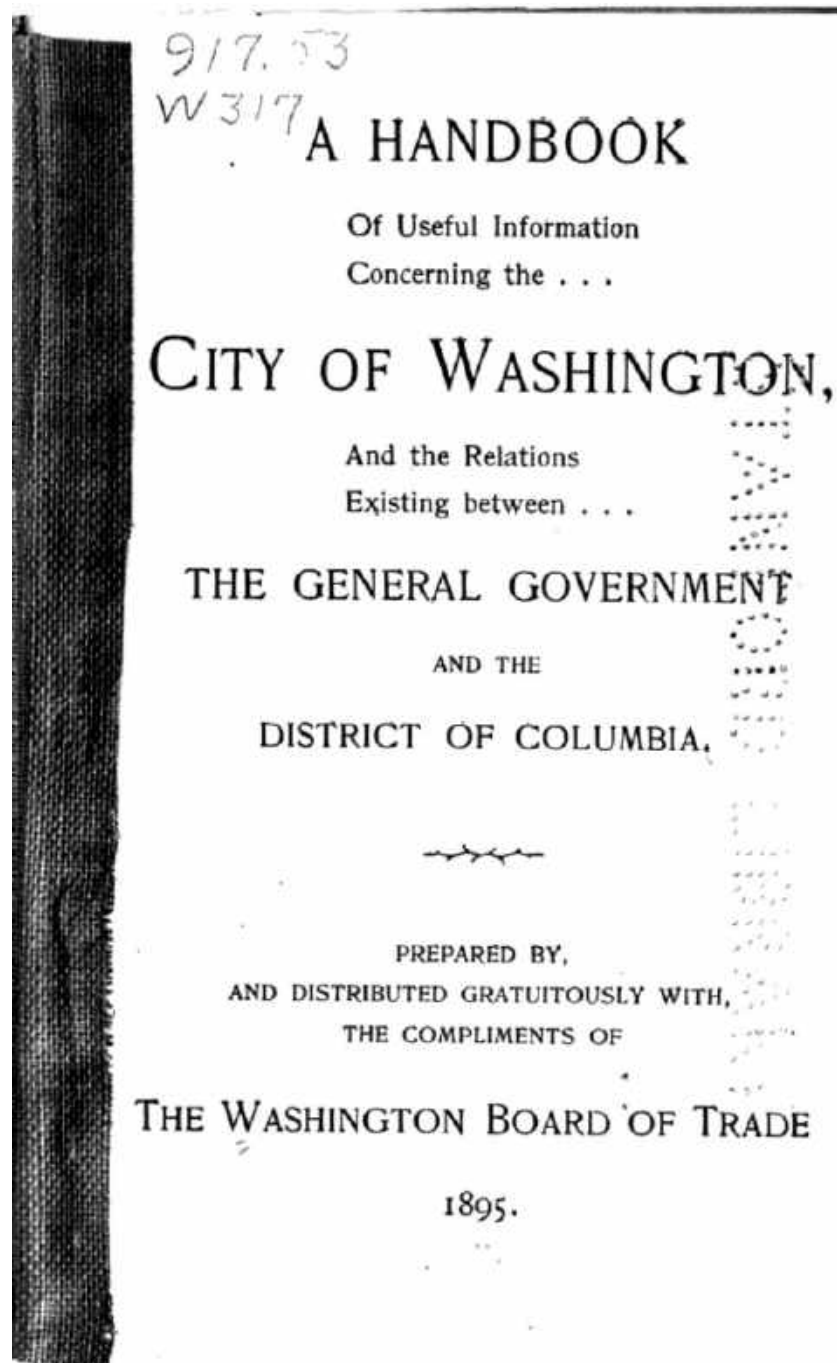 917.53
W317
A HANDBOOK
Of Useful Information
Concerning the . . .
CITY OF WASHINGTON,
And the Relations
Existing between . . .
THE GENERAL GOVERNMENT
AND THE
DISTRICT OF COLUMBIA.
PREPARED BY,
AND DISTRIBUTED GRATUITOUSLY WITH,
THE COMPLIMENTS OF
THE WASHINGTON BOARD OF TRADE
1895.